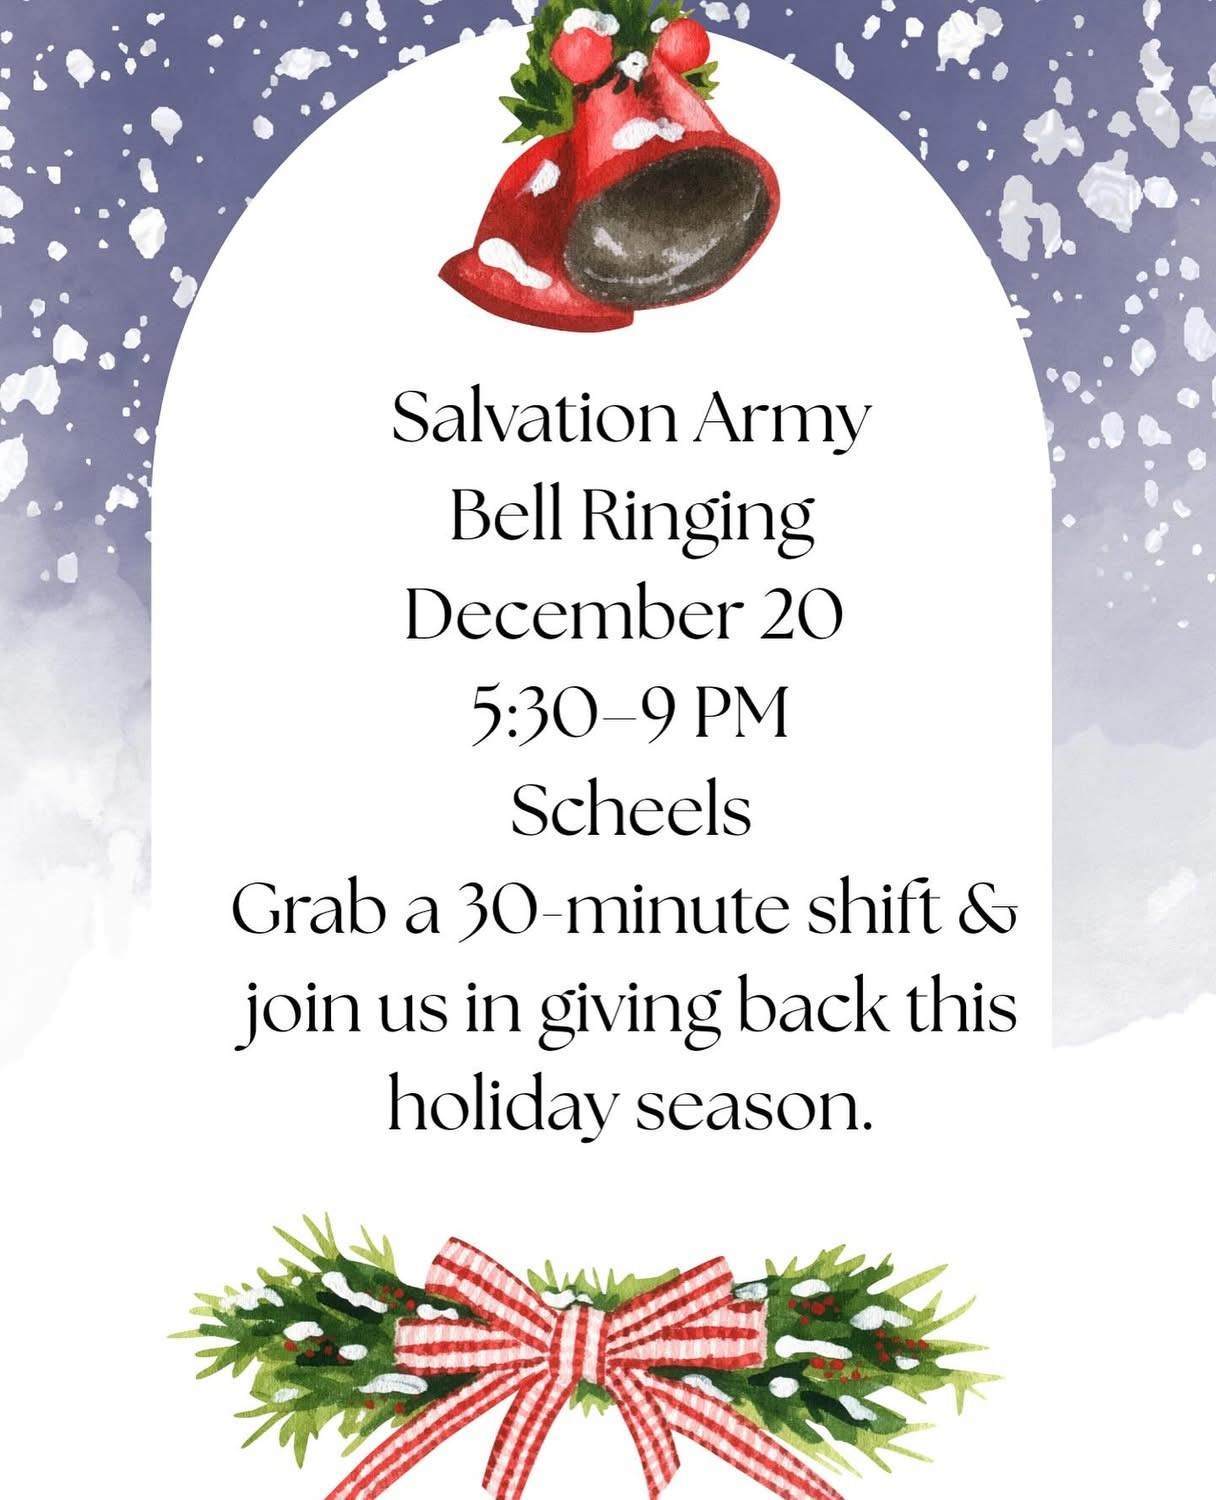 Salvation Army
Bell Ringing
December 20
5:30–9 PM
Scheels
Grab a 30-minute shift &
join us in giving back this
holiday season.